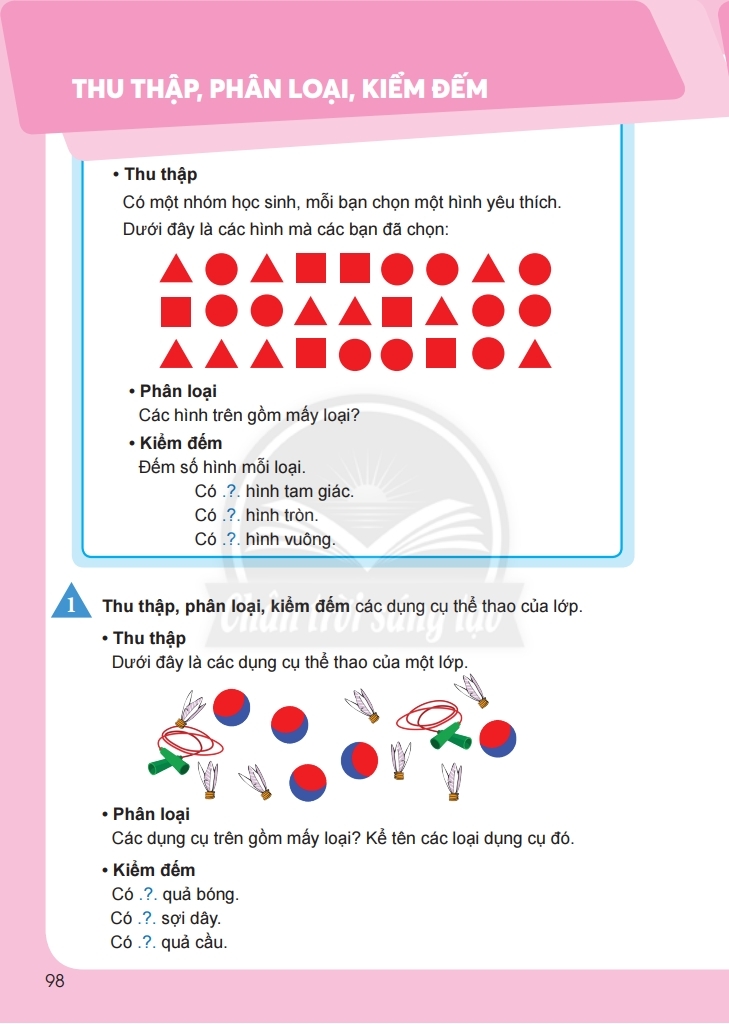 THU THẬP, PHÂN LOẠI, KIỂM ĐẾM
• Thu thập
Có một nhóm học sinh, mỗi bạn chọn một hình yêu thích.
Dưới đây là các hình mà các bạn đã chọn:
• Phân loại
Các hình trên gồm mấy loại?
• Kiểm đếm
Đếm số hình mỗi loại.
Có .?. hình tam giác.
Có .?. hình tròn.
Có .?. hình vuông.
Chân trời sáng tạo
1 Thu thập, phân loại, kiểm đếm các dụng cụ thể thao của lớp.
• Thu thập
Dưới đây là các dụng cụ thể thao của một lớp.
• Phân loại
Các dụng cụ trên gồm mấy loại? Kể tên các loại dụng cụ đó.
• Kiểm đếm
Có .?. quả bóng.
Có .?. sợi dây.
Có .?. quả cầu.
98